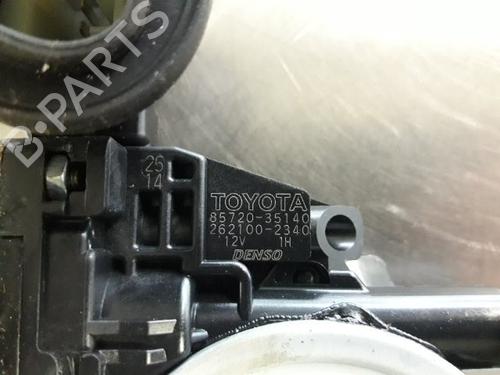 B-PARTS
25
14
TOYOTA
85720-35140
262100-2340
12V 1H
DENSO